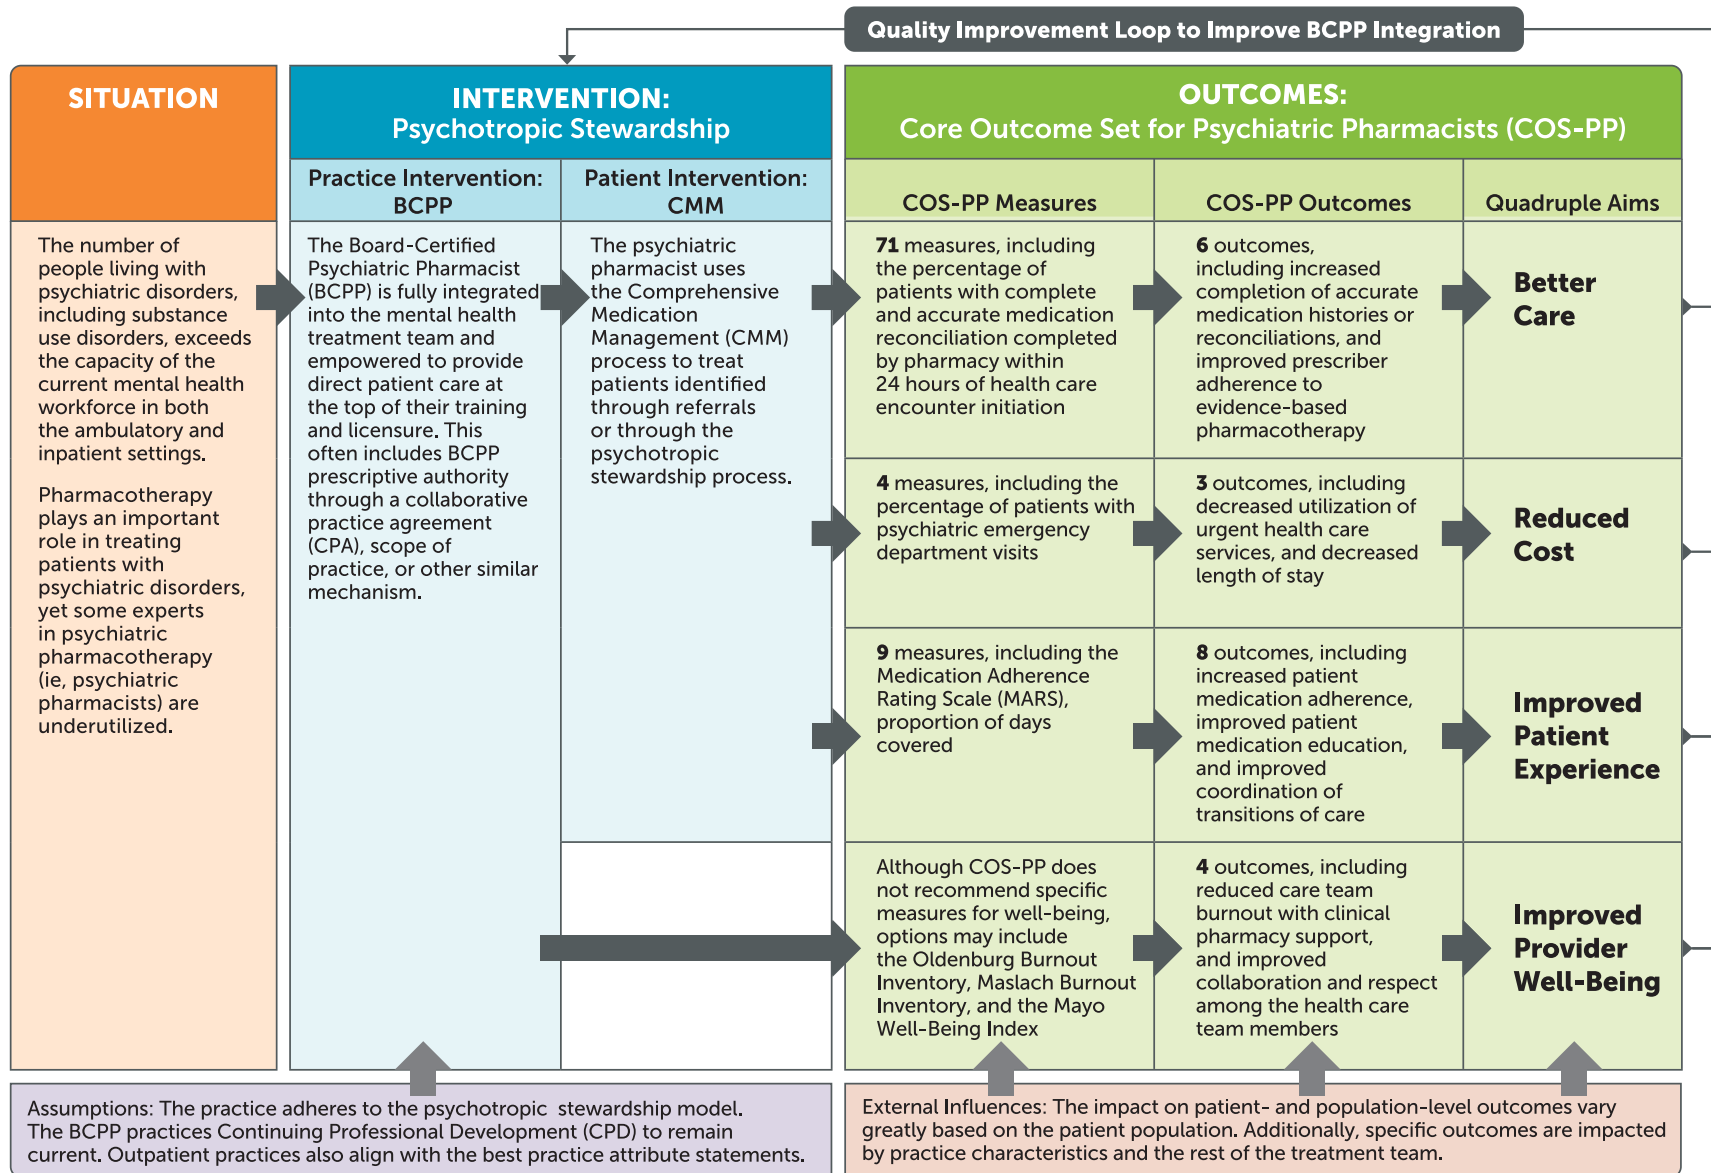 Quality Improvement Loop to Improve BCPP Integration
SITUATION
The number of
people living with
psychiatric disorders,
including substance
use disorders, exceeds
the capacity of the
current mental health
workforce in both
the ambulatory and
inpatient settings.
Pharmacotherapy
plays an important
role in treating
patients with
psychiatric disorders,
yet some experts
in psychiatric
pharmacotherapy
(ie, psychiatric
pharmacists) are
underutilized.
INTERVENTION:
Psychotropic Stewardship
Practice Intervention:
BCPP
The Board-Certified
Psychiatric Pharmacist
(BCPP) is fully integrated
into the mental health
treatment team and
empowered to provide
direct patient care at
the top of their training
and licensure. This
often includes BCPP
prescriptive authority
through a collaborative
practice agreement
(CPA), scope of
practice, or other similar
mechanism.
Patient Intervention:
CMM
The psychiatric
pharmacist uses
the Comprehensive
Medication
Management (CMM)
process to treat
patients identified
through referrals
or through the
psychotropic
stewardship process.
OUTCOMES:
Core Outcome Set for Psychiatric Pharmacists (COS-PP)
COS-PP Measures
COS-PP Outcomes
Quadruple Aims
71 measures, including
the percentage of
patients with complete
and accurate medication
reconciliation completed
by pharmacy within
24 hours of health care
encounter initiation
6 outcomes,
including increased
completion of accurate
medication histories or
reconciliations, and
improved prescriber
adherence to
evidence-based
pharmacotherapy
Better
Care
4 measures, including the
percentage of patients with
psychiatric emergency
department visits
3 outcomes, including
decreased utilization of
urgent health care
services, and decreased
length of stay
Reduced
Cost
9 measures, including the
Medication Adherence
Rating Scale (MARS),
proportion of days
covered
8 outcomes, including
increased patient
medication adherence,
improved patient
medication education,
and improved
coordination of
transitions of care
Improved
Patient
Experience
Although COS-PP does
not recommend specific
measures for well-being,
options may include
the Oldenburg Burnout
Inventory, Maslach Burnout
Inventory, and the Mayo
Well-Being Index
4 outcomes, including
reduced care team
burnout with clinical
pharmacy support,
and improved
collaboration and respect
among the health care
team members
Improved
Provider
Well-Being
Assumptions: The practice adheres to the psychotropic stewardship model.
The BCPP practices Continuing Professional Development (CPD) to remain
current. Outpatient practices also align with the best practice attribute statements.
External Influences: The impact on patient- and population-level outcomes vary
greatly based on the patient population. Additionally, specific outcomes are impacted
by practice characteristics and the rest of the treatment team.